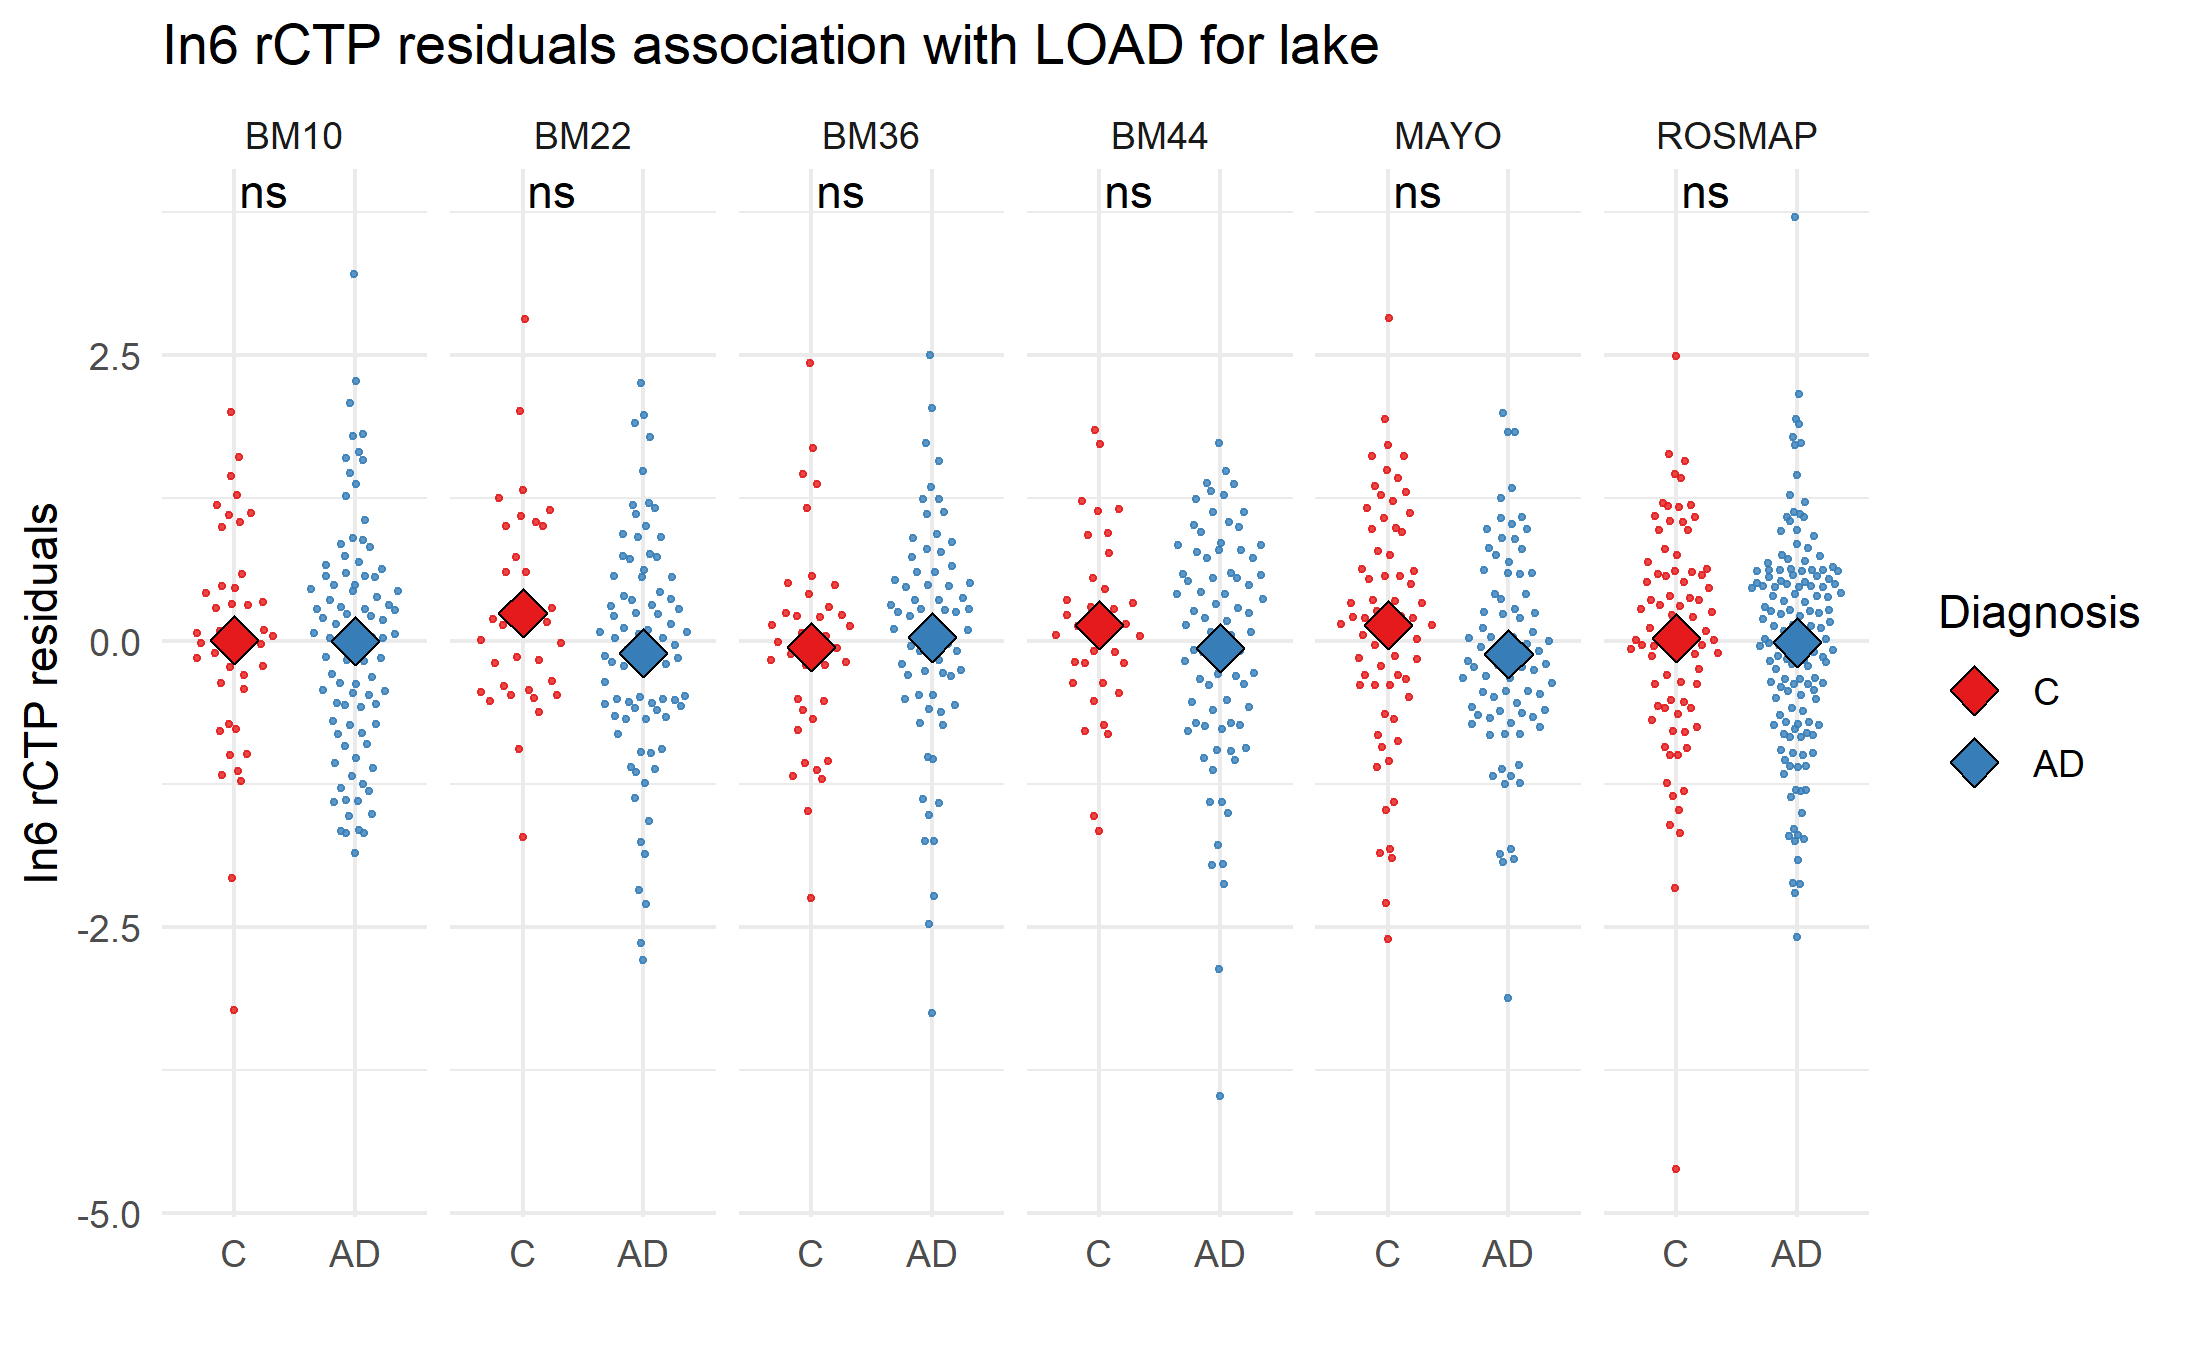 In6 rCTP residuals association with LOAD for lake
BM10 BM22 BM36 BM44 MAYO ROSMAP
ns ns ns ns ns ns
2.5
0.0
-2.5
-5.0
In6 rCTP residuals
C AD C AD C AD C AD C AD C AD
Diagnosis
C
AD